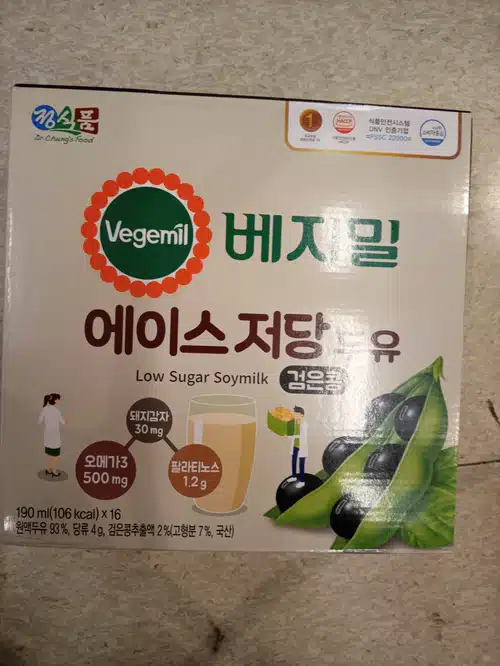 정식품
Dr. Chung's Food
1
HACCP
식품안전시스템
DNV 인증기업
Vegemil
베지밀
에이스 저당 두유
Low Sugar Soymilk
검은콩
돼지감자
30 mg
오메가3
500 mg
팔라티노스
1.2 g
190 ml(106 kcal) x 16
원액두유 93 %, 당류 4 g, 검은콩추출액 2 %(고형분 7 %, 국산)